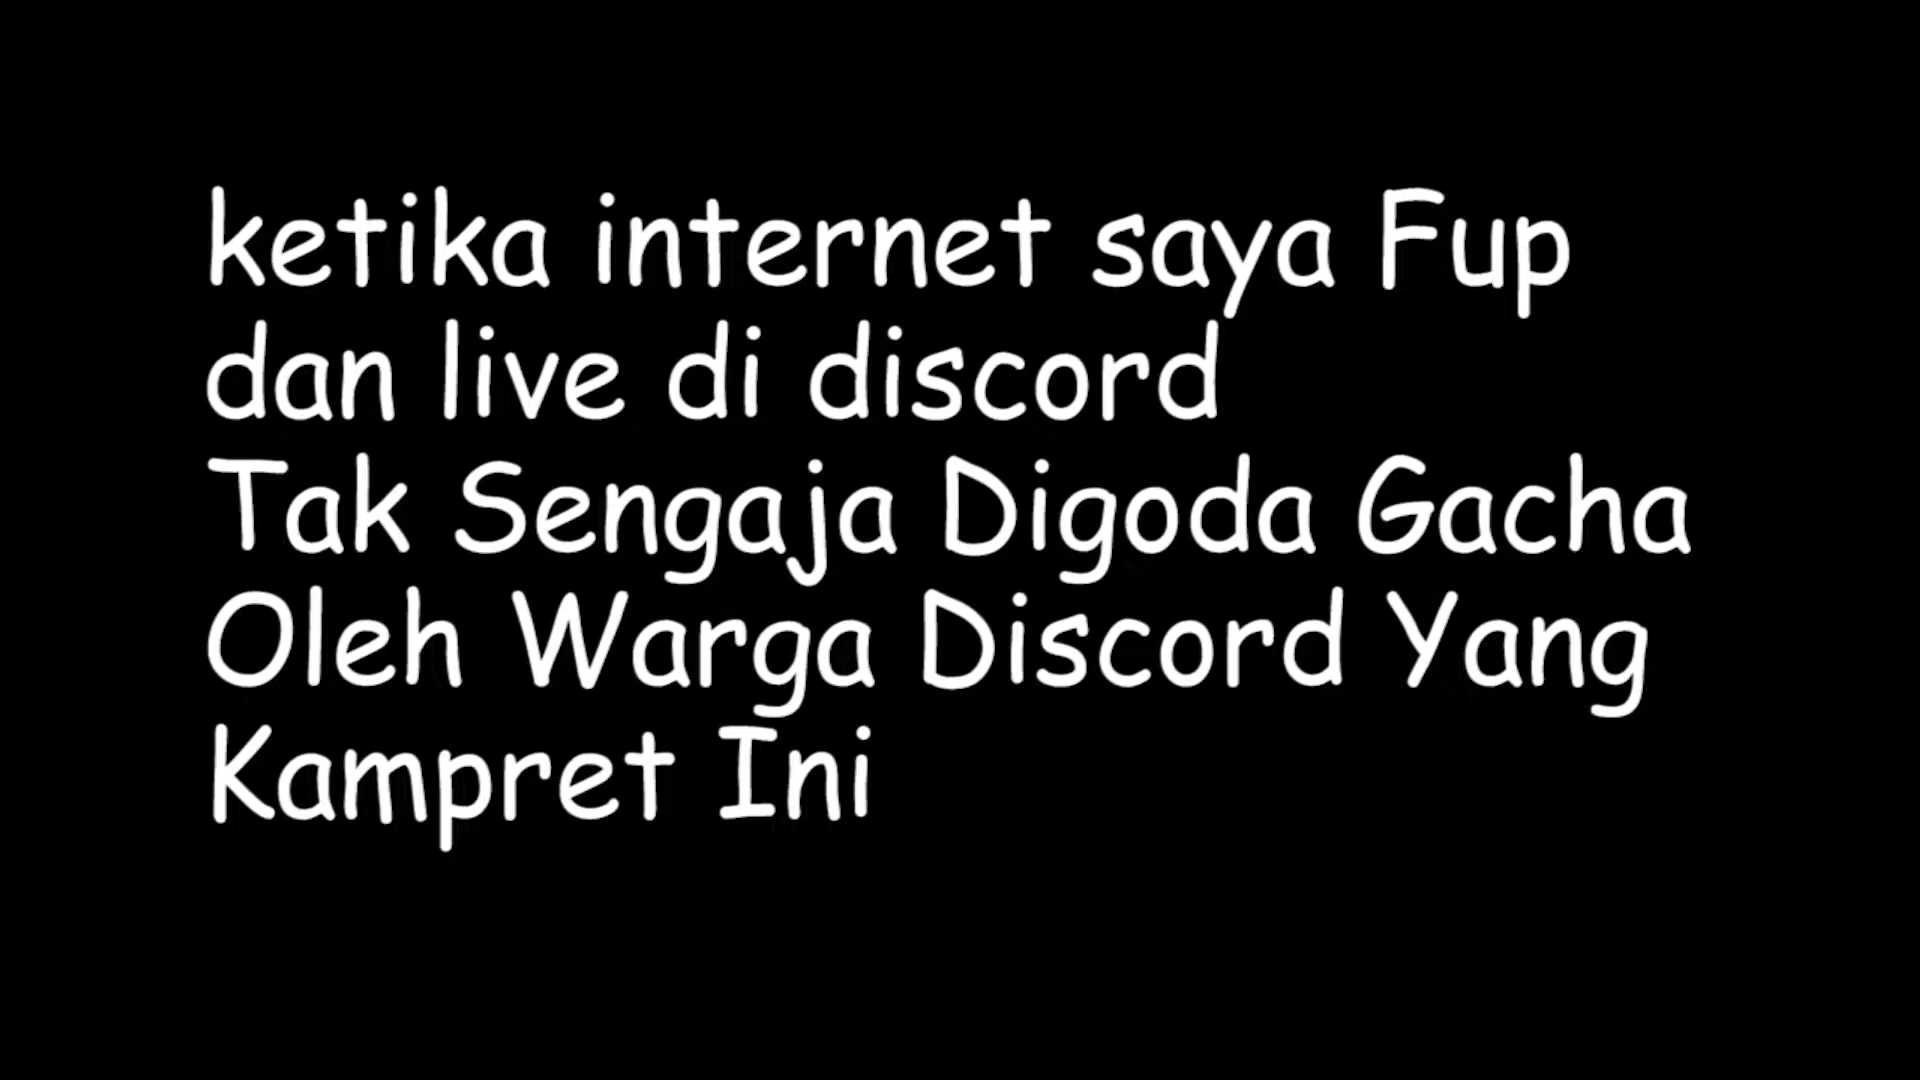 ketika internet saya Fup
dan live di discord
Tak Sengaja Digoda Gacha
Oleh Warga Discord Yang
Kampret Ini